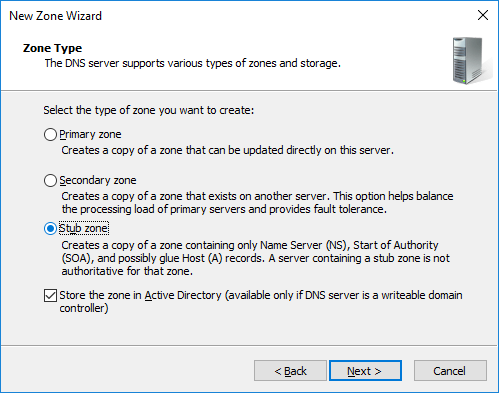 New Zone Wizard
Zone Type
The DNS server supports various types of zones and storage.
Select the type of zone you want to create:
Primary zone
Creates a copy of a zone that can be updated directly on this server.
Secondary zone
Creates a copy of a zone that exists on another server. This option helps balance
the processing load of primary servers and provides fault tolerance.
Stub zone
Creates a copy of a zone containing only Name Server (NS), Start of Authority
(SOA), and possibly glue Host (A) records. A server containing a stub zone is not
authoritative for that zone.
Store the zone in Active Directory (available only if DNS server is a writeable domain
controller)
< Back
Next >
Cancel